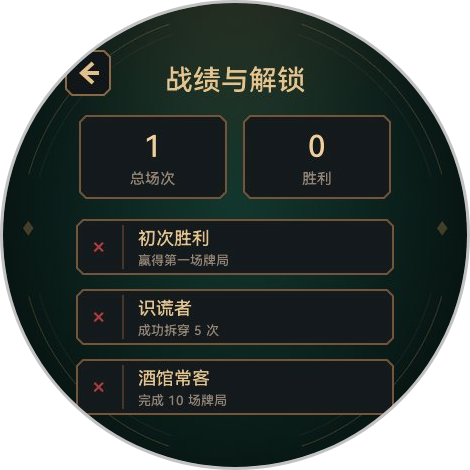 战绩与解锁
1
总场次
0
胜利
初次胜利
赢得第一场牌局
识谎者
成功拆穿 5 次
酒馆常客
完成 10 场牌局